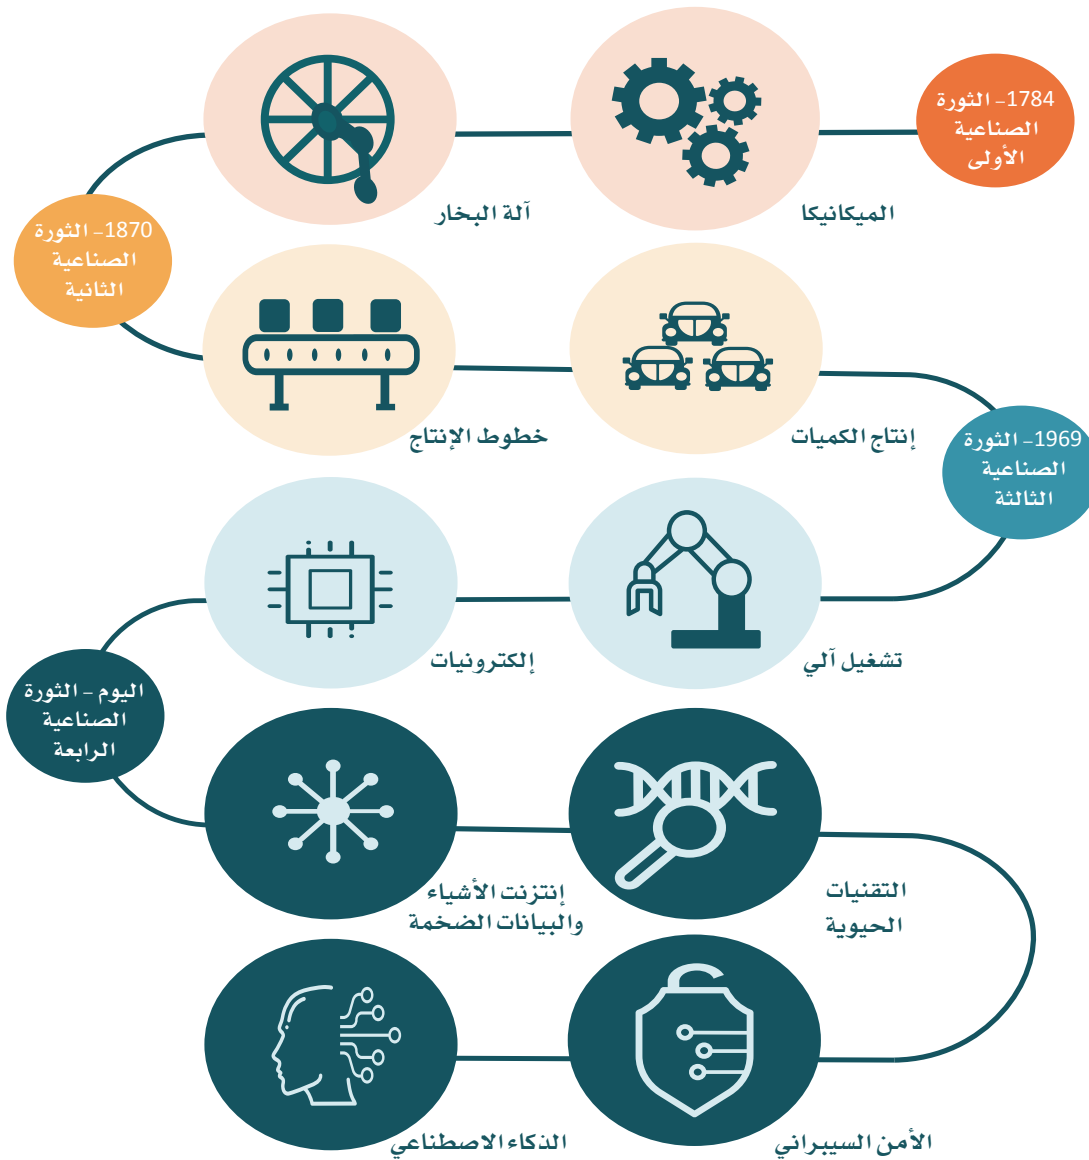 1784– الثورة
الصناعية
الأولى
الميكانيكا
آلة البخار
1870– الثورة
الصناعية
الثانية
خطوط الإنتاج
إنتاج الكميات
1969– الثورة
الصناعية
الثالثة
تشغيل آلي
إلكترونيات
اليوم – الثورة
الصناعية
الرابعة
إنتزنت الأشياء
والبيانات الضخمة
التقنيات
الحيوية
الأمن السيبراني
الذكاء الاصطناعي